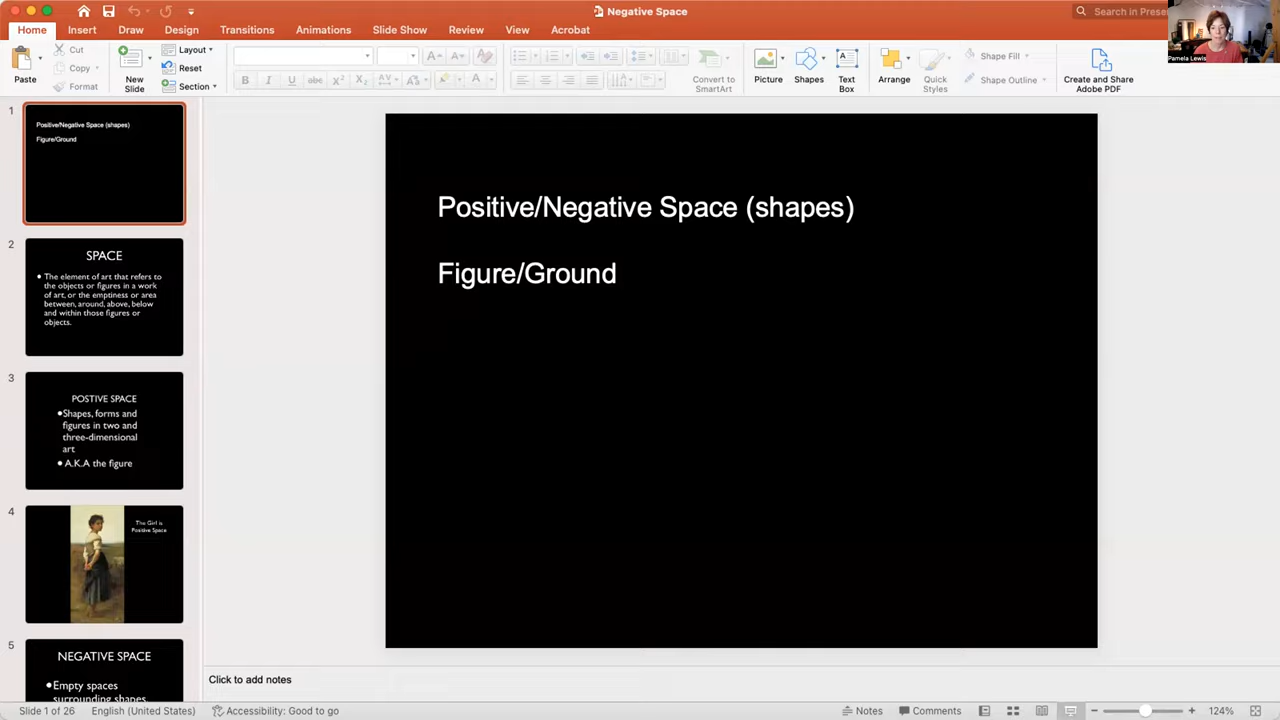 Negative Space
Search in Prese
Home Insert Draw Design Transitions Animations Slide Show Review View Acrobat
Pamela Lewis
Paste
Cut
Copy
Format
New
Slide
Layout
Reset
Section
Convert to
SmartArt
Picture
Shapes
Text
Box
Arrange
Quick
Styles
Shape Fill
Shape Outline
Create and Share
Adobe PDF
1
Positive/Negative Space (shapes)
Figure/Ground
2
SPACE
The element of art that refers to
the objects or figures in a work
of art, or the emptiness or area
between, around, above, below
and within those figures or
objects.
3
POSTIVE SPACE
Shapes, forms and
figures in two and
three-dimensional
art
A.K.A the figure
4
The Girl is
Positive Space
5
NEGATIVE SPACE
Empty spaces
surrounding shapes
Positive/Negative Space (shapes)
Figure/Ground
Click to add notes
Slide 1 of 26 English (United States) Accessibility: Good to go Notes Comments 124%